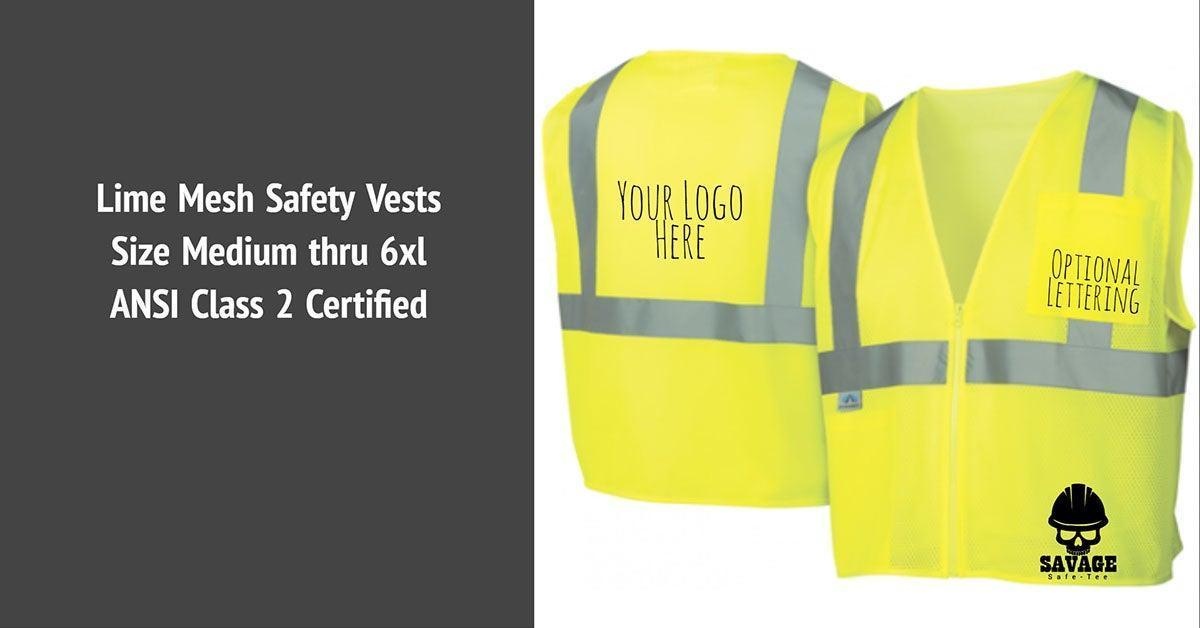 Lime Mesh Safety Vests
Size Medium thru 6xl
ANSI Class 2 Certified
YOUR LOGO
HERE
OPTIONAL
LETTERING
SAVAGE
Safe-Tee